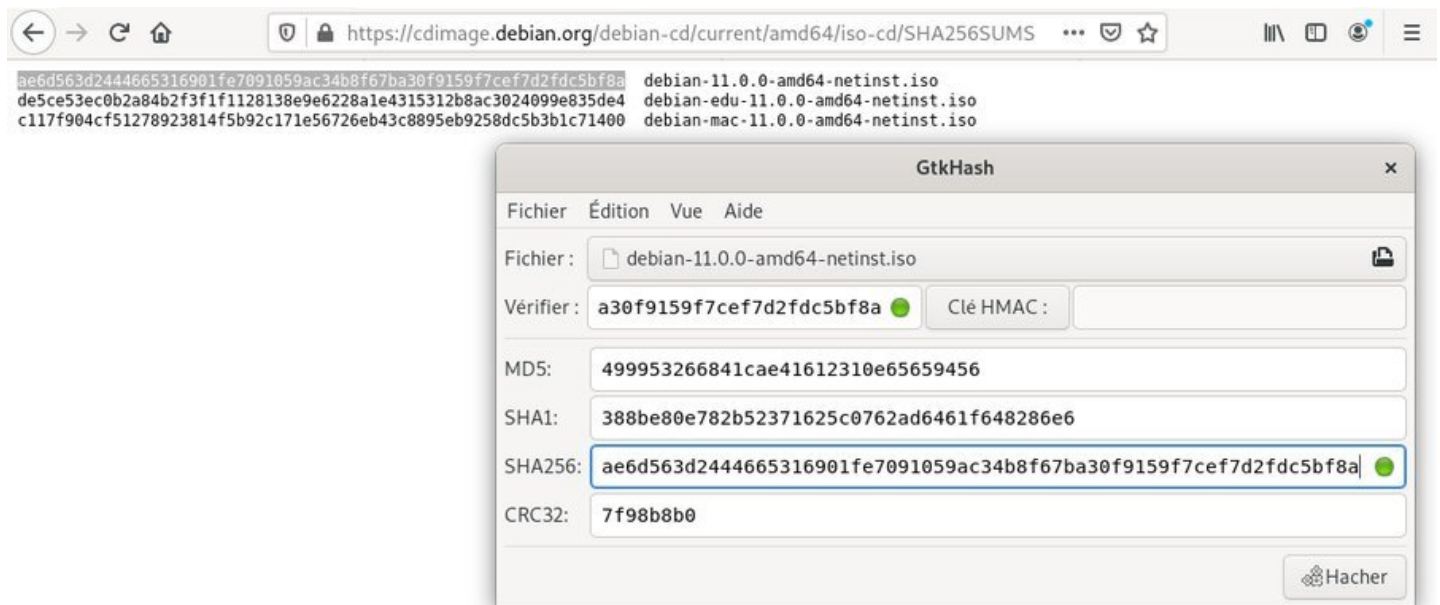 https://cdimage.debian.org/debian-cd/current/amd64/iso-cd/SHA256SUMS
ae6d563d2444665316901fe7091059ac34b8f67ba30f9159f7cef7d2fdc5bf8a debian-11.0.0-amd64-netinst.iso
de5ce53ec0b2a84b2f3f1f1128138e9e6228a1e4315312b8ac3024099e835de4 debian-edu-11.0.0-amd64-netinst.iso
c117f904cf51278923814f5b92c171e56726eb43c8895eb9258dc5b3b1c71400 debian-mac-11.0.0-amd64-netinst.iso
GtkHash
Fichier Édition Vue Aide
Fichier : debian-11.0.0-amd64-netinst.iso
Vérifier : a30f9159f7cef7d2fdc5bf8a Clé HMAC :
MD5: 499953266841cae41612310e65659456
SHA1: 388be80e782b52371625c0762ad6461f648286e6
SHA256: ae6d563d2444665316901fe7091059ac34b8f67ba30f9159f7cef7d2fdc5bf8a
CRC32: 7f98b8b0
Hacher